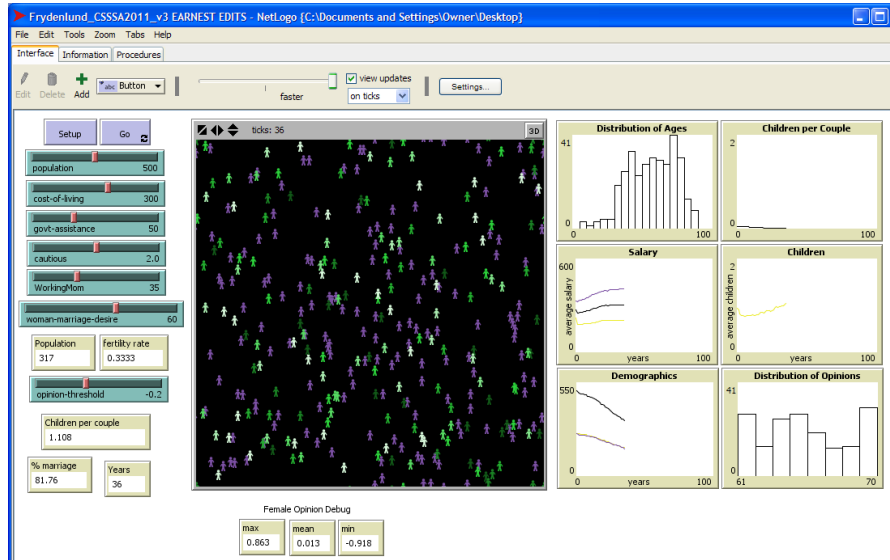 Frydenlund_CSSSA2011_v3 EARNEST EDITS - NetLogo {C:\Documents and Settings\Owner\Desktop}
File Edit Tools Zoom Tabs Help
Interface Information Procedures
Edit Delete Add abc Button faster view updates on ticks Settings...
Setup Go
population 500
cost-of-living 300
govt-assistance 50
cautious 2.0
WorkingMom 35
woman-marriage-desire 60
Population
317
fertility rate
0.3333
opinion-threshold -0.2
Children per couple
1.108
% marriage
81.76
Years
36
ticks: 36 3D
Female Opinion Debug
max
0.863
mean
0.013
min
-0.918
Distribution of Ages
41
0
0 100
Children per Couple
2
0
0 100
Salary
600
average salary
0
0 years 100
Children
2
average children
0
0 years 100
Demographics
550
0
0 years 100
Distribution of Opinions
41
0
61 70